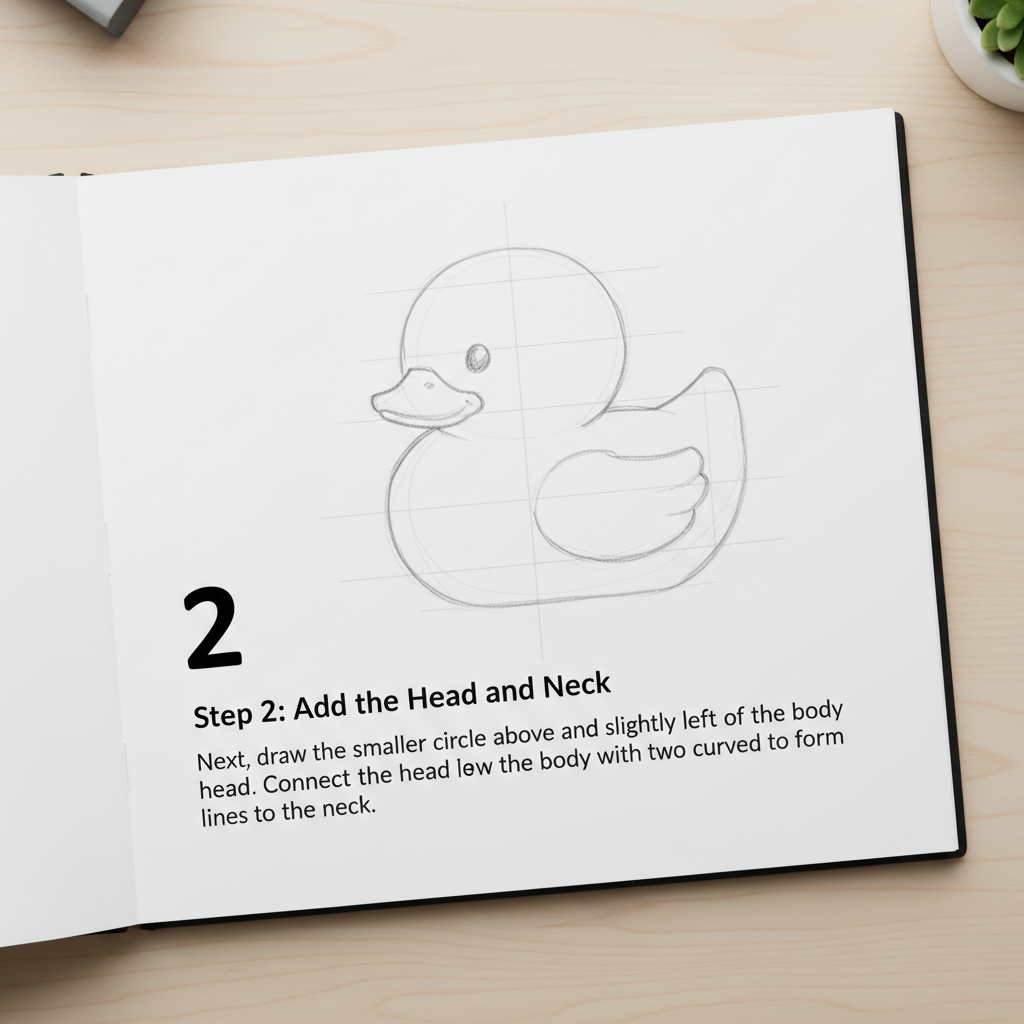 2
Step 2: Add the Head and Neck
Next, draw the smaller circle above and slightly left of the body
head. Connect the head lew the body with two curved to form
lines to the neck.